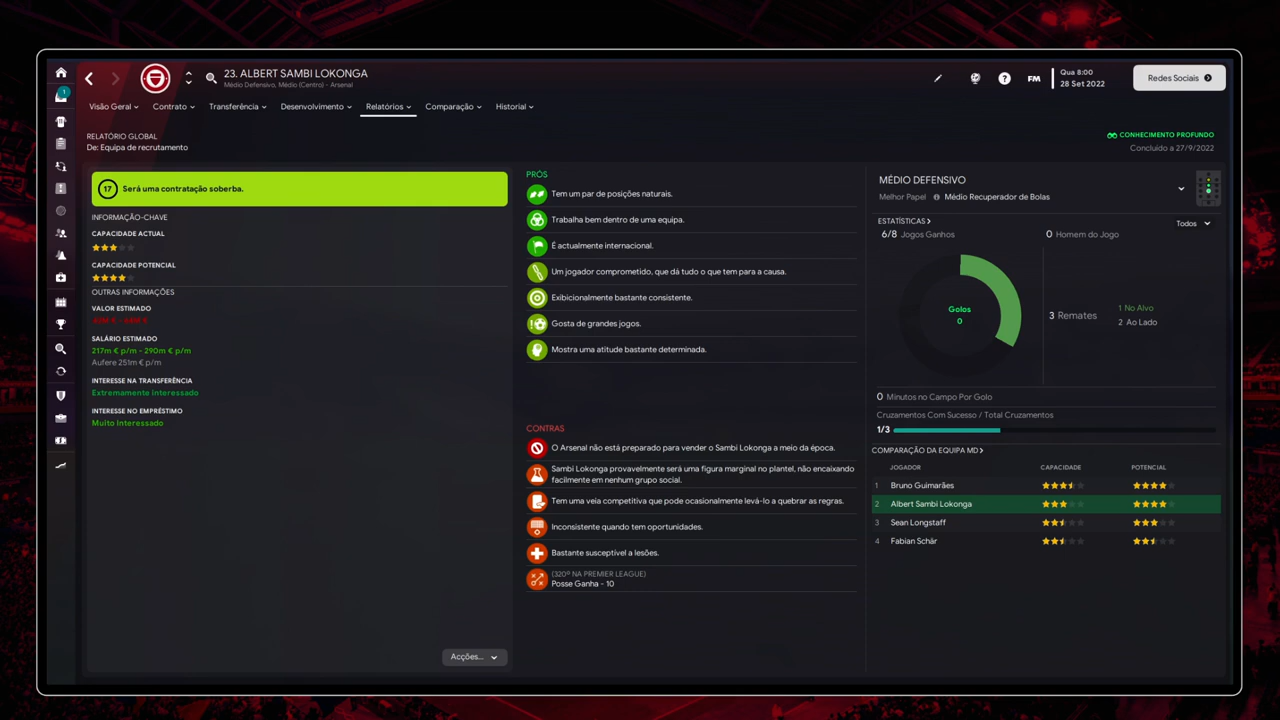 23. ALBERT SAMBI LOKONGA
Médio Defensivo, Médio (Centro) - Arsenal
1
FM
Qua 8:00
28 Set 2022
Redes Sociais
Visão Geral
Contrato
Transferência
Desenvolvimento
Relatórios
Comparação
Historial
RELATÓRIO GLOBAL
De: Equipa de recrutamento
CONHECIMENTO PROFUNDO
Concluído a 27/9/2022
17 Será uma contratação soberba.
INFORMAÇÃO-CHAVE
CAPACIDADE ACTUAL
CAPACIDADE POTENCIAL
OUTRAS INFORMAÇÕES
VALOR ESTIMADO
SALÁRIO ESTIMADO
217m € p/m - 290m € p/m
Aufere 251m € p/m
INTERESSE NA TRANSFERÊNCIA
Extremamente Interessado
INTERESSE NO EMPRÉSTIMO
Muito Interessado
Acções...
PRÓS
Tem um par de posições naturais.
Trabalha bem dentro de uma equipa.
É actualmente internacional.
Um jogador comprometido, que dá tudo o que tem para a causa.
Exibicionalmente bastante consistente.
Gosta de grandes jogos.
Mostra uma atitude bastante determinada.
CONTRAS
O Arsenal não está preparado para vender o Sambi Lokonga a meio da época.
Sambi Lokonga provavelmente será uma figura marginal no plantel, não encaixando
facilmente em nenhum grupo social.
Tem uma veia competitiva que pode ocasionalmente levá-lo a quebrar as regras.
Inconsistente quando tem oportunidades.
Bastante susceptível a lesões.
(320º NA PREMIER LEAGUE)
Posse Ganha - 10
MÉDIO DEFENSIVO
Melhor Papel Médio Recuperador de Bolas
ESTATÍSTICAS
Todos
6/8 Jogos Ganhos
0 Homem do Jogo
Golos
0
3 Remates
1 No Alvo
2 Ao Lado
0 Minutos no Campo Por Golo
Cruzamentos Com Sucesso / Total Cruzamentos
1/3
COMPARAÇÃO DA EQUIPA MD
JOGADOR CAPACIDADE POTENCIAL
1 Bruno Guimarães
2 Albert Sambi Lokonga
3 Sean Longstaff
4 Fabian Schär